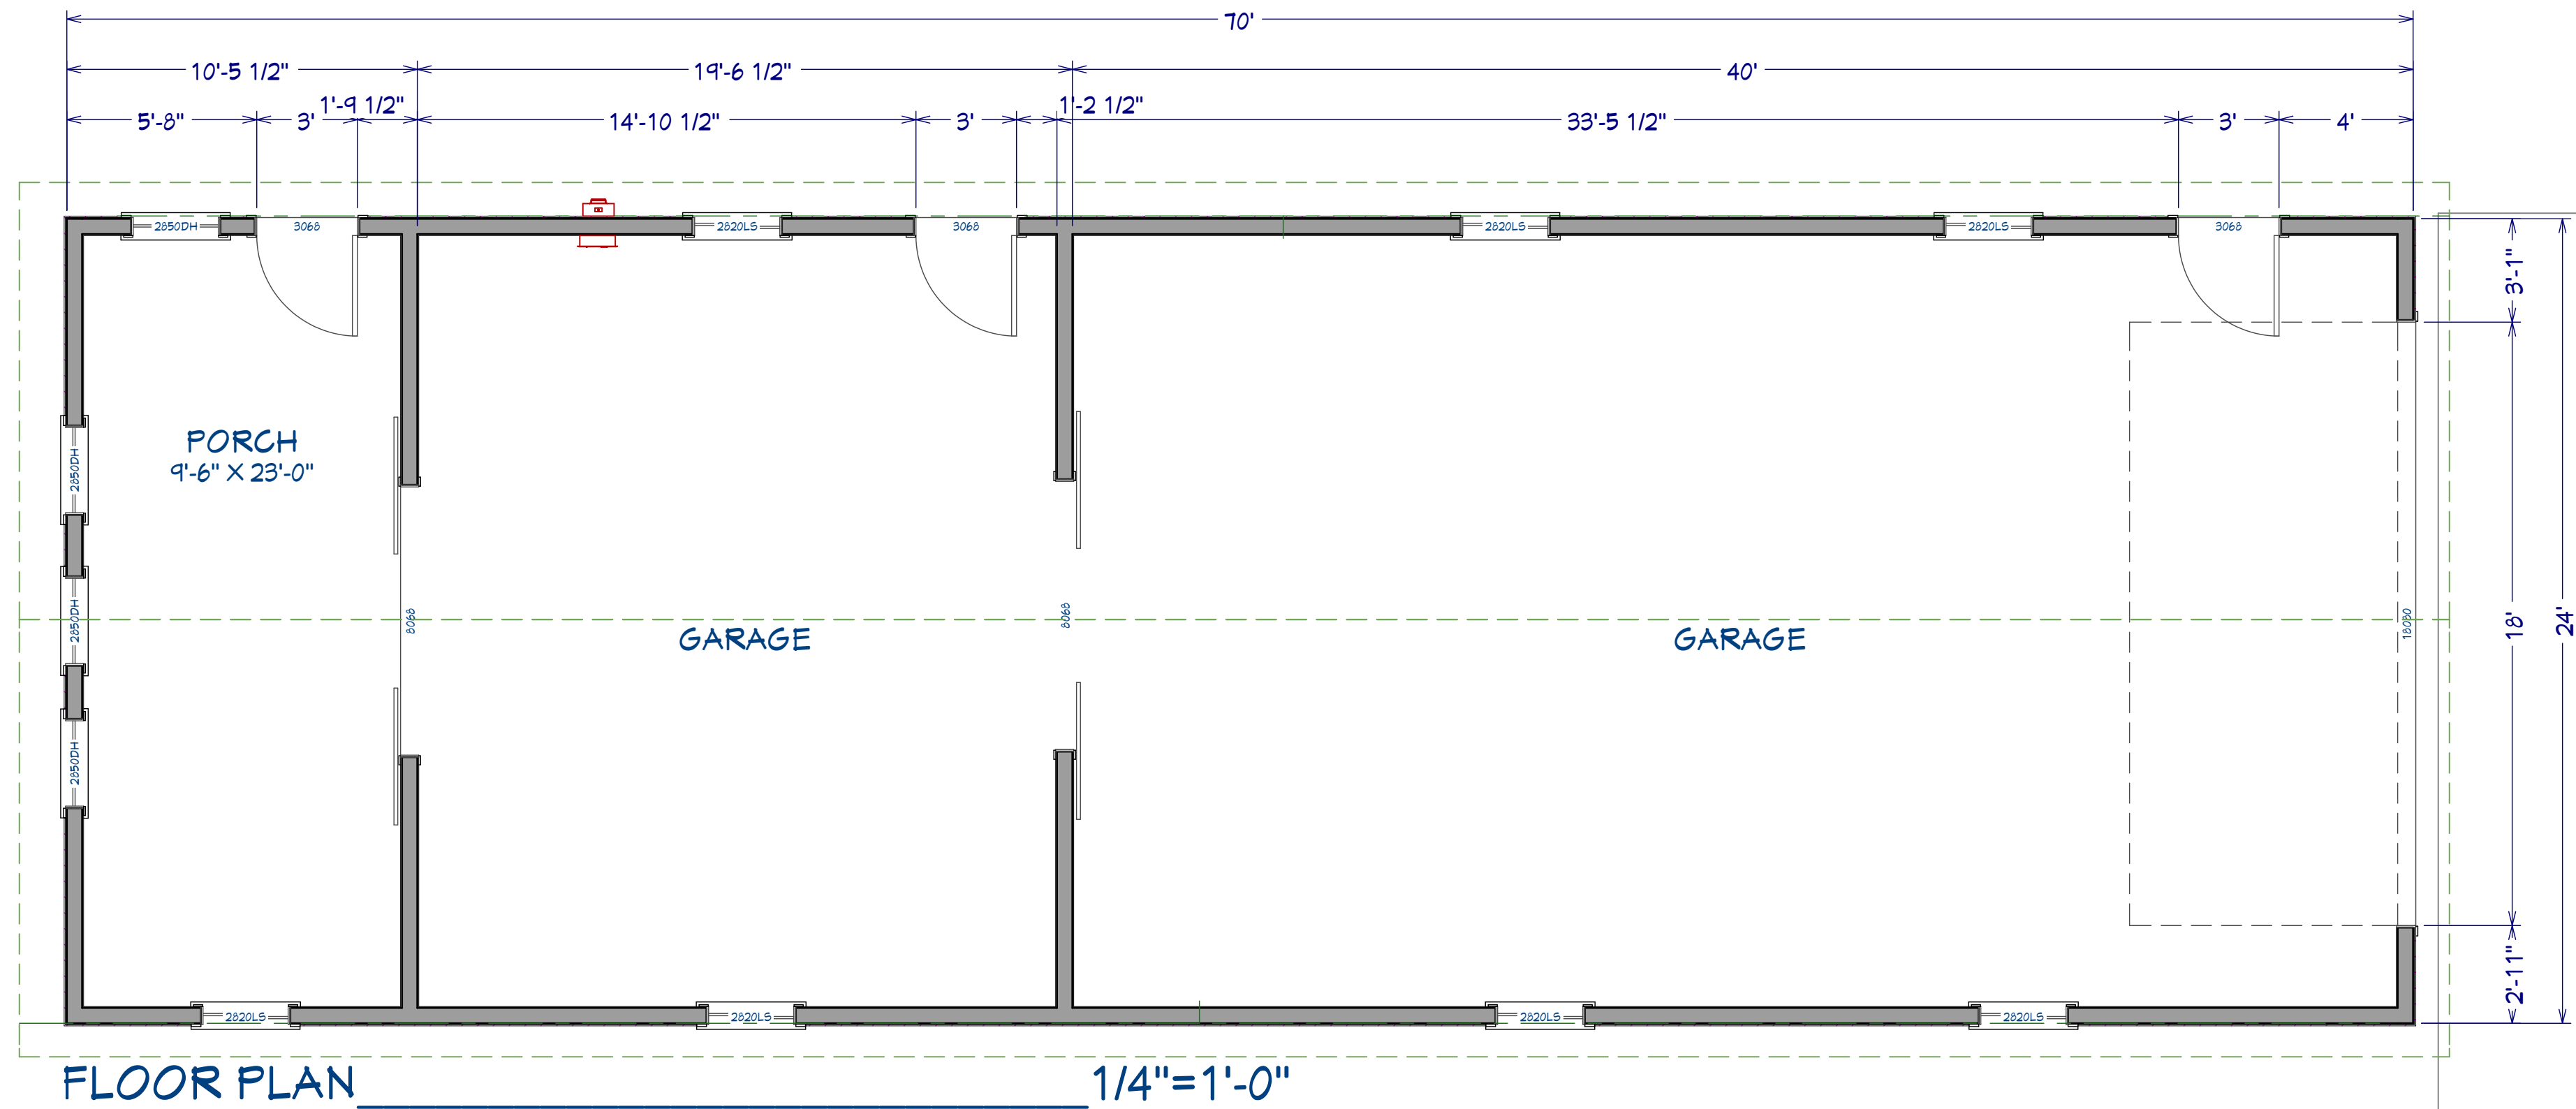 70'
10'-5 1/2"
19'-6 1/2"
40'
1'-9 1/2"
1'-2 1/2"
5'-8"
3'
14'-10 1/2"
3'
33'-5 1/2"
3'
4'
2850DH
3068
2820LS
3068
2820LS
2820LS
3068
3'-1"
PORCH
9'-6" X 23'-0"
2850DH
2850DH
2850DH
8068
GARAGE
8068
GARAGE
18080
18'
24'
2'-11"
2820LS
2820LS
2820LS
2820LS
FLOOR PLAN
1/4"=1'-0"